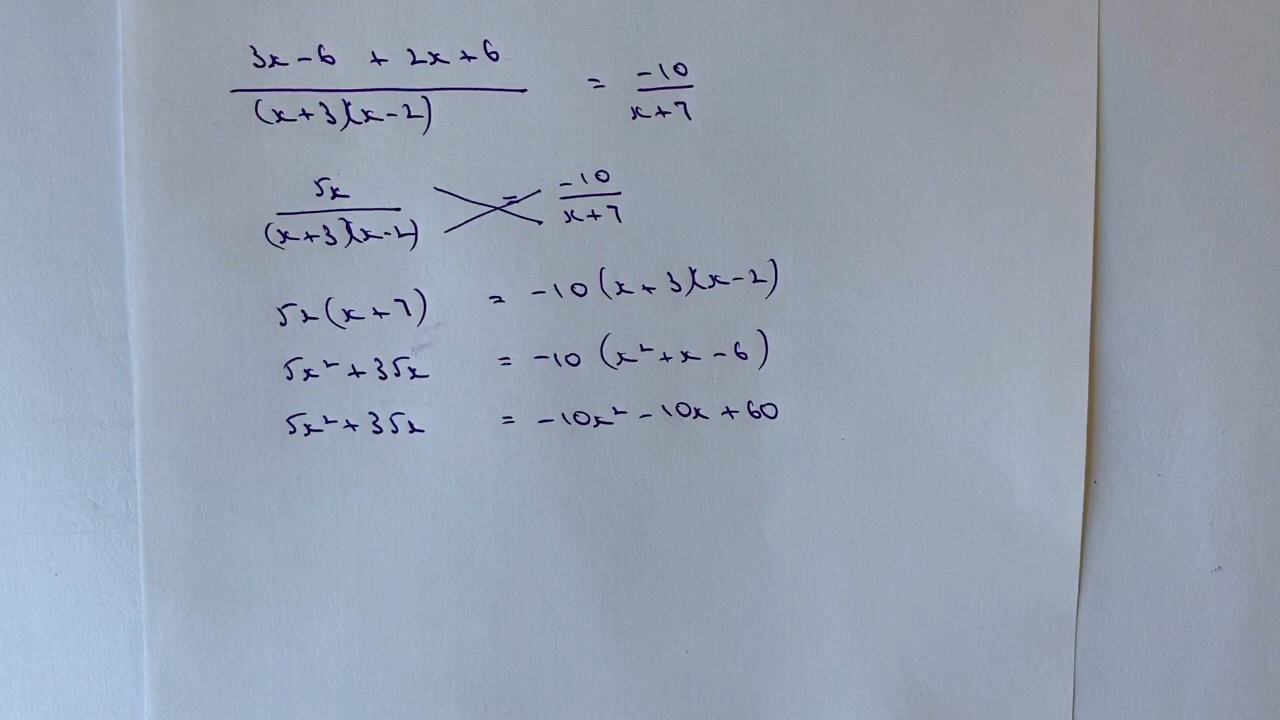 3x - 6 + 2x + 6
= -10
(x+3)(x-2) x+7
5x = -10
(x+3)(x-2) x+7
5x(x+7) = -10(x+3)(x-2)
5x² + 35x = -10(x² + x - 6)
5x² + 35x = -10x² - 10x + 60